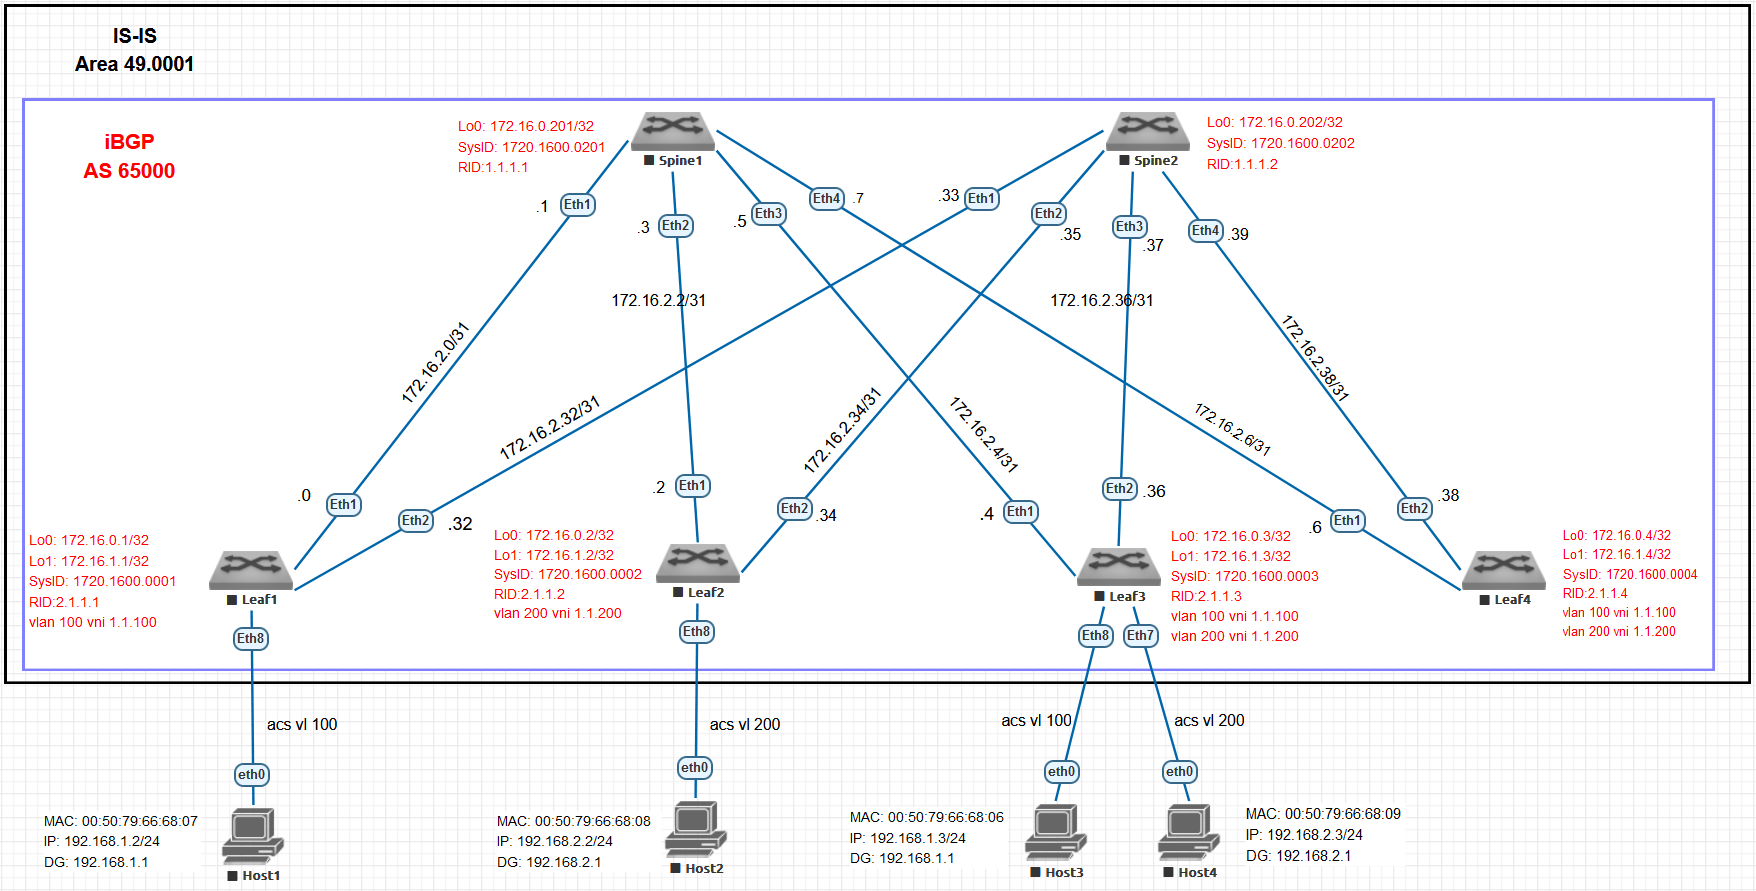 IS-IS
Area 49.0001
iBGP
AS 65000
Lo0: 172.16.0.201/32
SysID: 1720.1600.0201
RID:1.1.1.1
Spine1
Lo0: 172.16.0.202/32
SysID: 1720.1600.0202
RID:1.1.1.2
Spine2
.1
Eth1
.3
Eth2
.5
Eth3
Eth4
.7
.33
Eth1
Eth2
.35
Eth3
.37
Eth4
.39
172.16.2.0/31
172.16.2.2/31
172.16.2.32/31
172.16.2.34/31
172.16.2.4/31
172.16.2.36/31
172.16.2.6/31
172.16.2.38/31
.0
Eth1
Eth2
.32
.2
Eth1
Eth2
.34
.4
Eth1
Eth2
.36
.6
Eth1
Eth2
.38
Lo0: 172.16.0.1/32
Lo1: 172.16.1.1/32
SysID: 1720.1600.0001
RID:2.1.1.1
vlan 100 vni 1.1.100
Leaf1
Lo0: 172.16.0.2/32
Lo1: 172.16.1.2/32
SysID: 1720.1600.0002
RID:2.1.1.2
vlan 200 vni 1.1.200
Leaf2
Lo0: 172.16.0.3/32
Lo1: 172.16.1.3/32
SysID: 1720.1600.0003
RID:2.1.1.3
vlan 100 vni 1.1.100
vlan 200 vni 1.1.200
Leaf3
Lo0: 172.16.0.4/32
Lo1: 172.16.1.4/32
SysID: 1720.1600.0004
RID:2.1.1.4
vlan 100 vni 1.1.100
vlan 200 vni 1.1.200
Leaf4
Eth8
Eth8
Eth8
Eth7
acs vl 100
acs vl 200
acs vl 100
acs vl 200
eth0
eth0
eth0
eth0
MAC: 00:50:79:66:68:07
IP: 192.168.1.2/24
DG: 192.168.1.1
Host1
MAC: 00:50:79:66:68:08
IP: 192.168.2.2/24
DG: 192.168.2.1
Host2
MAC: 00:50:79:66:68:06
IP: 192.168.1.3/24
DG: 192.168.1.1
Host3
MAC: 00:50:79:66:68:09
IP: 192.168.2.3/24
DG: 192.168.2.1
Host4